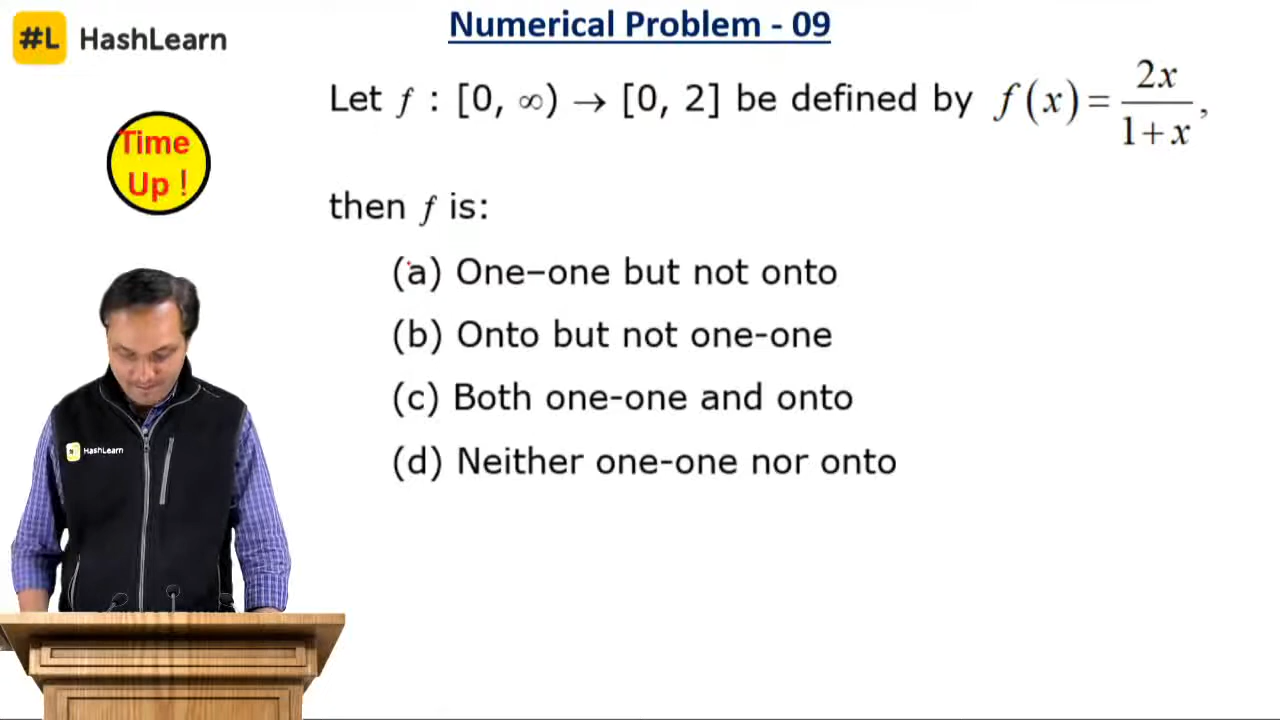 #L HashLearn
Numerical Problem - 09
Let f : [0, ∞) → [0, 2] be defined by f(x) = 2x/(1+x),
Time
Up !
then f is:
(a) One–one but not onto
(b) Onto but not one-one
(c) Both one-one and onto
(d) Neither one-one nor onto
HashLearn